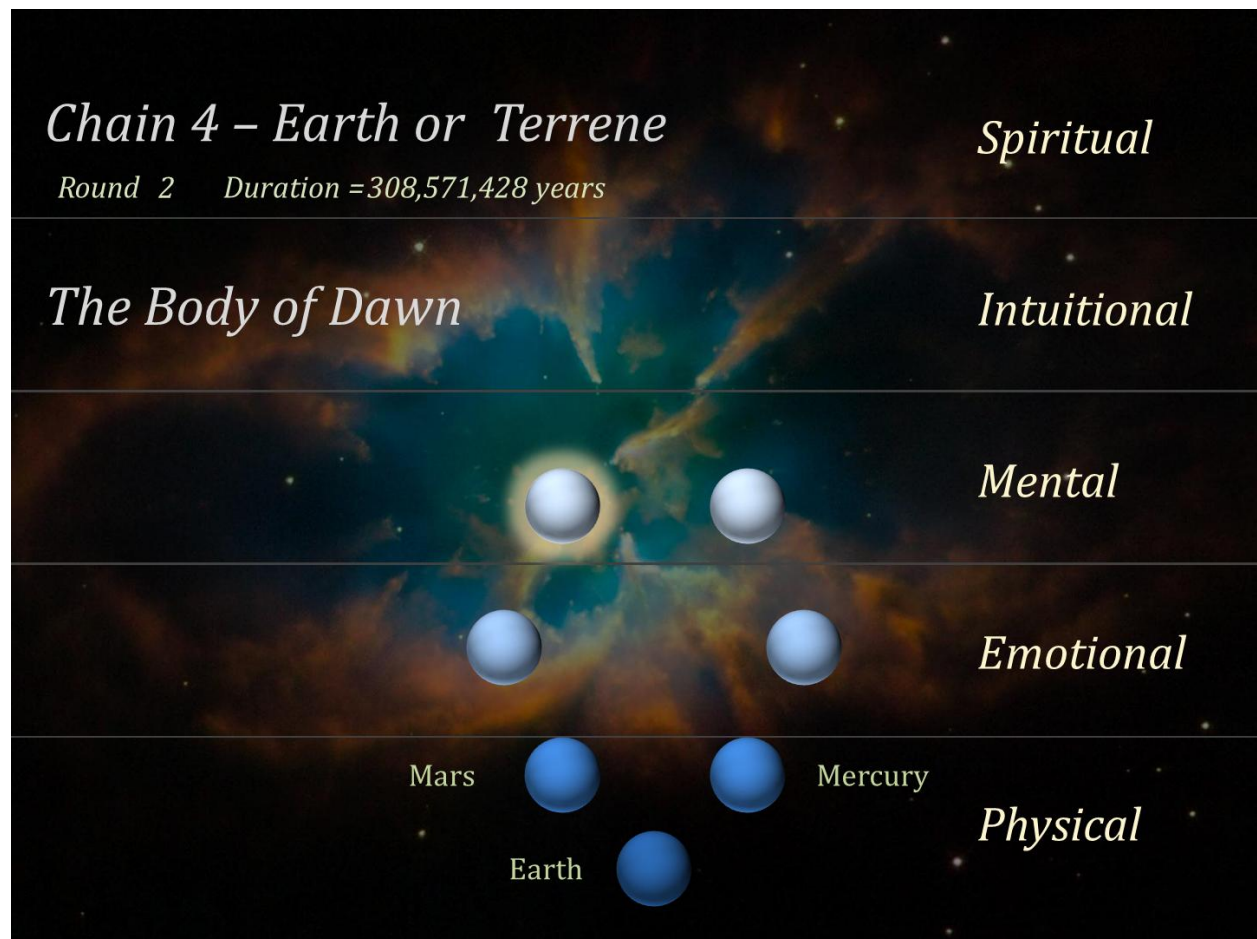 Chain 4 – Earth or Terrene
Round 2 Duration =308,571,428 years
Spiritual
The Body of Dawn
Intuitional
Mental
Emotional
Mars
Mercury
Physical
Earth